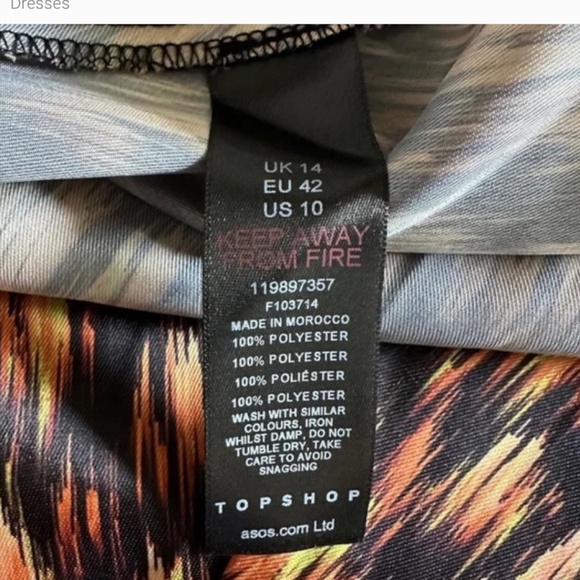 Dresses
UK 14
EU 42
US 10
KEEP AWAY
FROM FIRE
119897357
F103714
MADE IN MOROCCO
100% POLYESTER
100% POLYESTER
100% POLIÉSTER
100% POLYESTER
WASH WITH SIMILAR
COLOURS, IRON
WHILST DAMP, DO NOT
TUMBLE DRY, TAKE
CARE TO AVOID
SNAGGING
TOPSHOP
asos.com Ltd